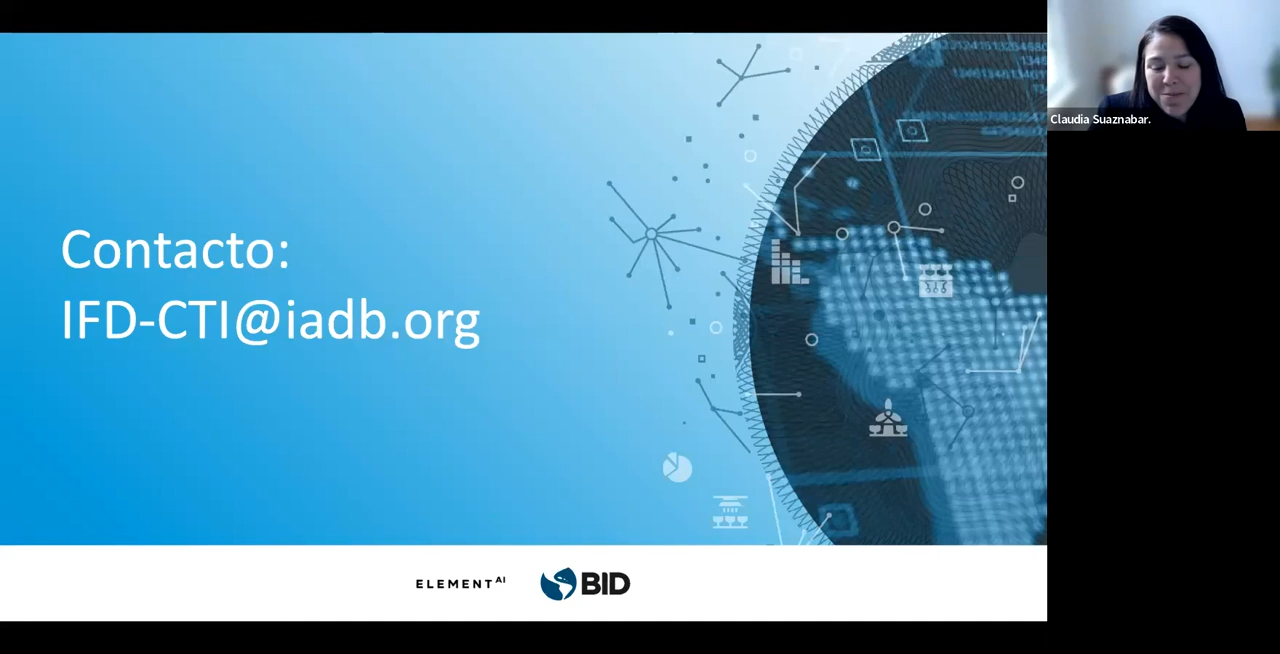 Contacto:
IFD-CTI@iadb.org
Claudia Suaznabar.
ELEMENT AI
BID